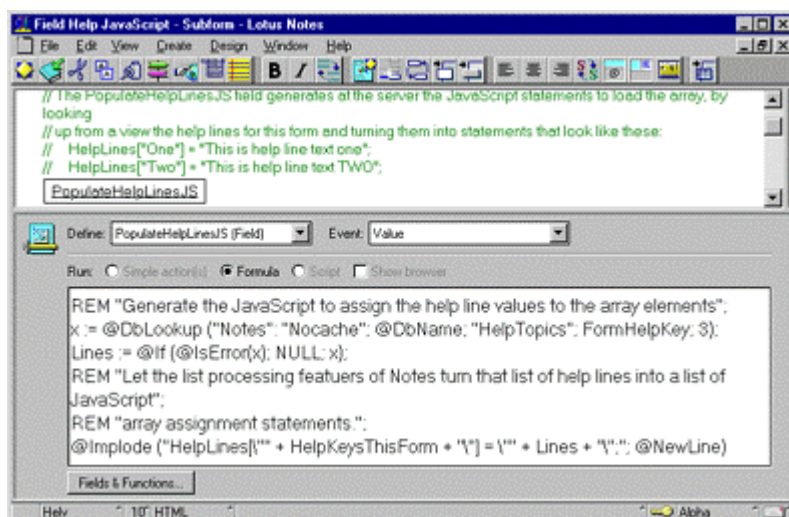 Field Help JavaScript - Subform - Lotus Notes
File Edit View Create Design Window Help
// The PopulateHelpLinesJS field generates at the server the JavaScript statements to load the array, by
looking
// up from a view the help lines for this form and turning them into statements that look like these:
// HelpLines["One"] = "This is help line text one";
// HelpLines["Two"] = "This is help line text TWO";
PopulateHelpLinesJS
Define: PopulateHelpLinesJS (Field) Event: Value
Run: Simple action(s) Formula Script Show browser
REM "Generate the JavaScript to assign the help line values to the array elements";
x := @DbLookup ("Notes": "Nocache"; @DbName; "HelpTopics"; FormHelpKey; 3);
Lines := @If (@IsError(x); NULL; x);
REM "Let the list processing featuers of Notes turn that list of help lines into a list of
JavaScript";
REM "array assignment statements.";
@Implode ("HelpLines[\"" + HelpKeysThisForm + "\"] = \"" + Lines + "\";"; @NewLine)
Fields & Functions...
Helv 10 HTML Alpha